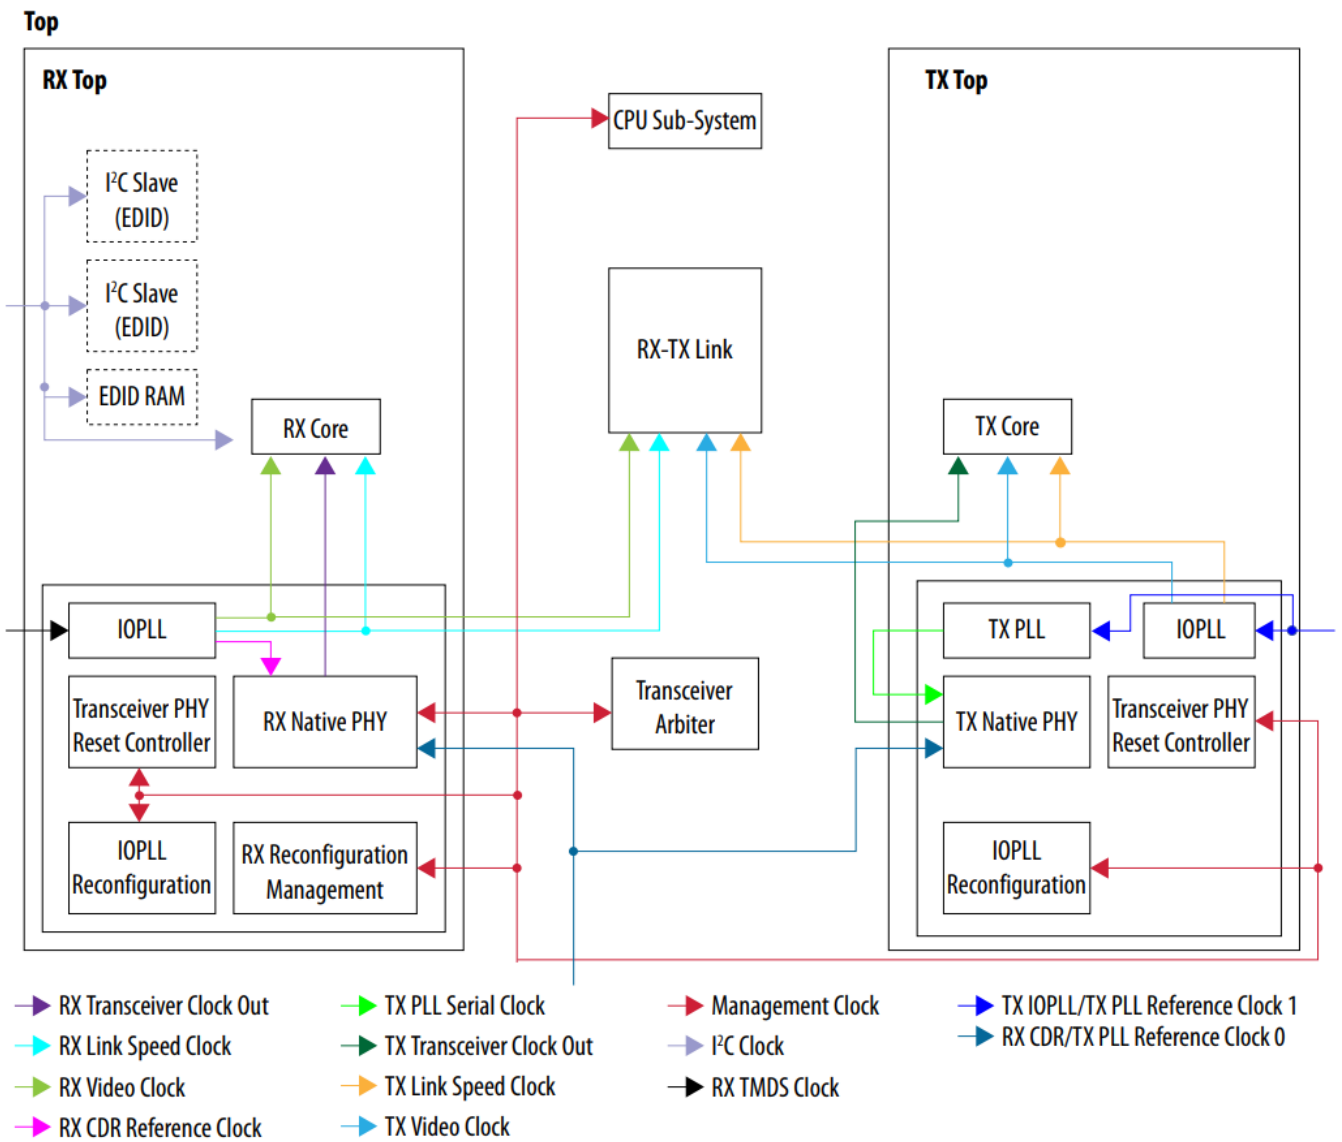 Top
RX Top
TX Top
CPU Sub-System
I²C Slave
(EDID)
I²C Slave
(EDID)
RX-TX Link
EDID RAM
RX Core
TX Core
IOPLL
TX PLL
IOPLL
Transceiver PHY
Reset Controller
RX Native PHY
Transceiver
Arbiter
TX Native PHY
Transceiver PHY
Reset Controller
IOPLL
Reconfiguration
RX Reconfiguration
Management
IOPLL
Reconfiguration
RX Transceiver Clock Out
RX Link Speed Clock
RX Video Clock
RX CDR Reference Clock
TX PLL Serial Clock
TX Transceiver Clock Out
TX Link Speed Clock
TX Video Clock
Management Clock
I²C Clock
RX TMDS Clock
TX IOPLL/TX PLL Reference Clock 1
RX CDR/TX PLL Reference Clock 0